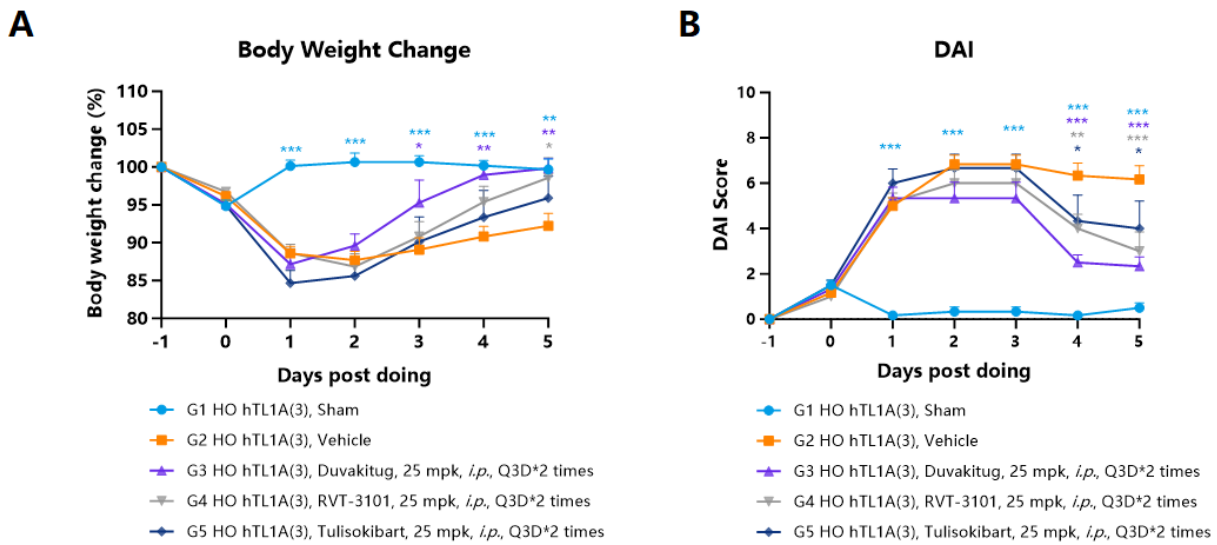 A
Body Weight Change
Body weight change (%)
110
105
100
95
90
85
80
***
***
***
*
***
**
**
**
*
-1 0 1 2 3 4 5
Days post doing
G1 HO hTL1A(3), Sham
G2 HO hTL1A(3), Vehicle
G3 HO hTL1A(3), Duvakitug, 25 mpk, i.p., Q3D*2 times
G4 HO hTL1A(3), RVT-3101, 25 mpk, i.p., Q3D*2 times
G5 HO hTL1A(3), Tulisokibart, 25 mpk, i.p., Q3D*2 times
B
DAI
DAI Score
10
8
6
4
2
0
***
***
***
***
***
**
*
***
***
***
*
-1 0 1 2 3 4 5
Days post doing
G1 HO hTL1A(3), Sham
G2 HO hTL1A(3), Vehicle
G3 HO hTL1A(3), Duvakitug, 25 mpk, i.p., Q3D*2 times
G4 HO hTL1A(3), RVT-3101, 25 mpk, i.p., Q3D*2 times
G5 HO hTL1A(3), Tulisokibart, 25 mpk, i.p., Q3D*2 times